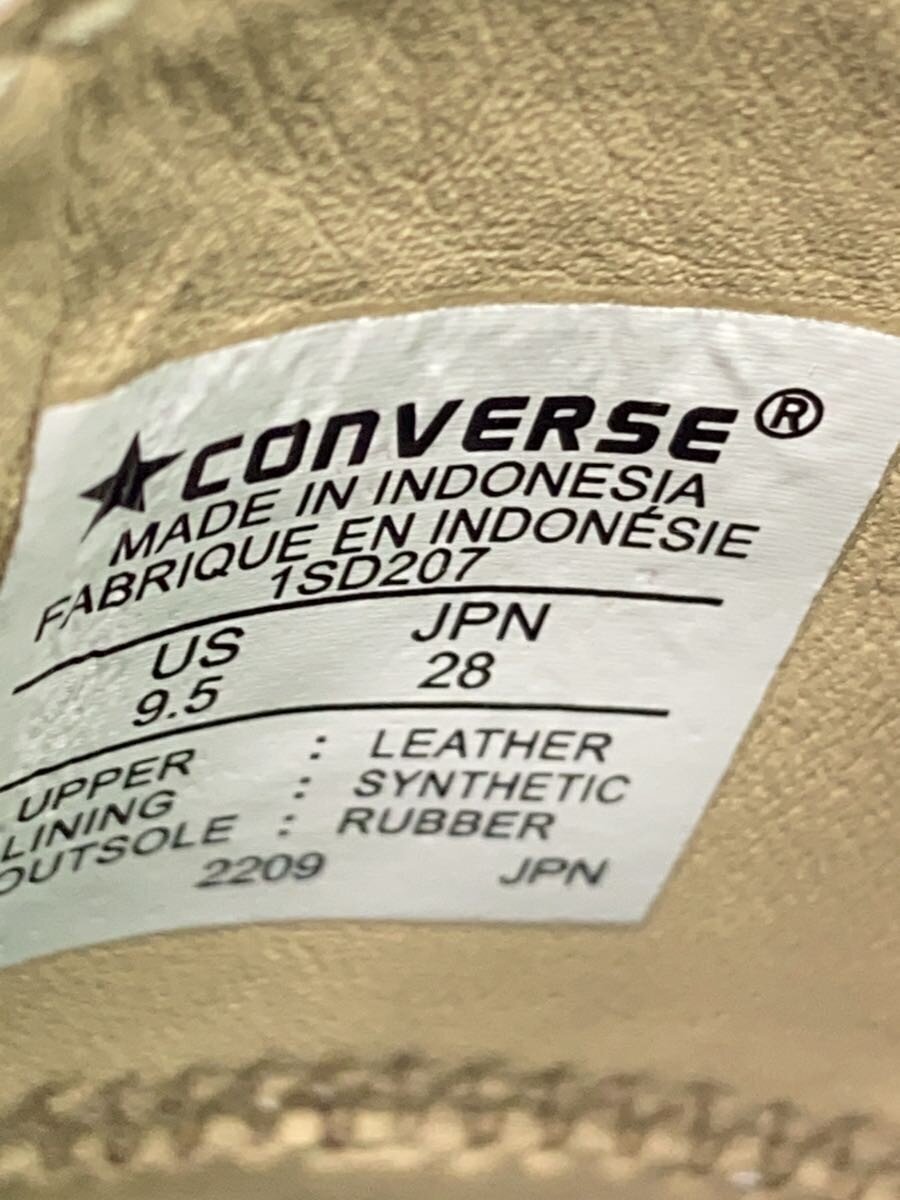 CONVERSE®
MADE IN INDONESIA
FABRIQUE EN INDONÉSIE
1SD207
US JPN
9.5 28
UPPER : LEATHER
LINING : SYNTHETIC
OUTSOLE : RUBBER
2209 JPN